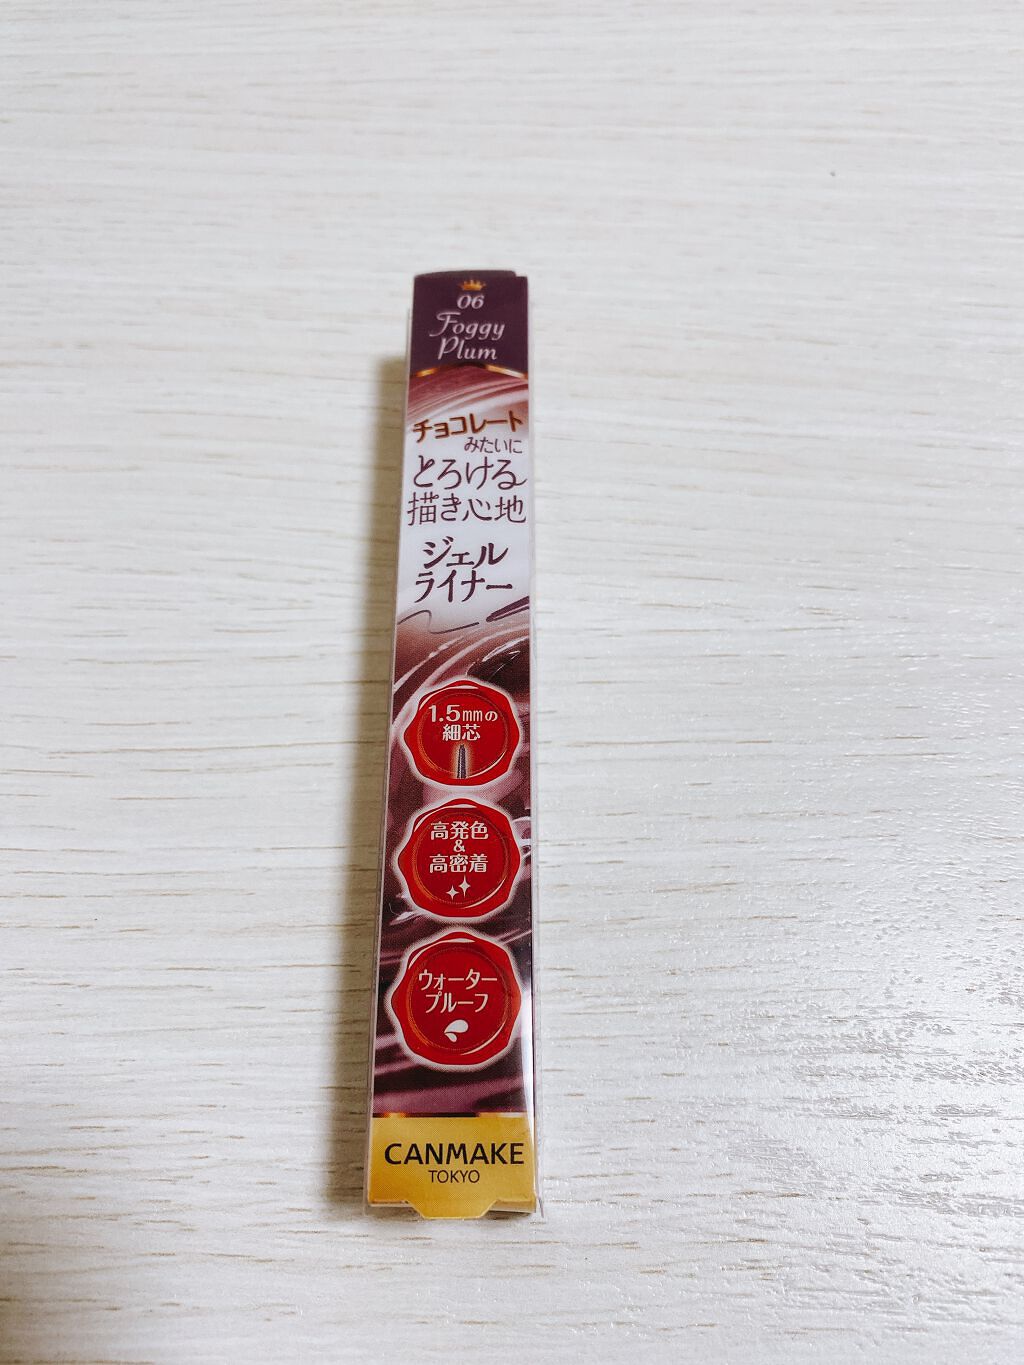 06
Foggy
Plum
チョコレート
みたいに
とろける
描き心地
ジェル
ライナー
1.5mmの
細芯
高発色
&
高密着
ウォーター
プルーフ
CANMAKE
TOKYO